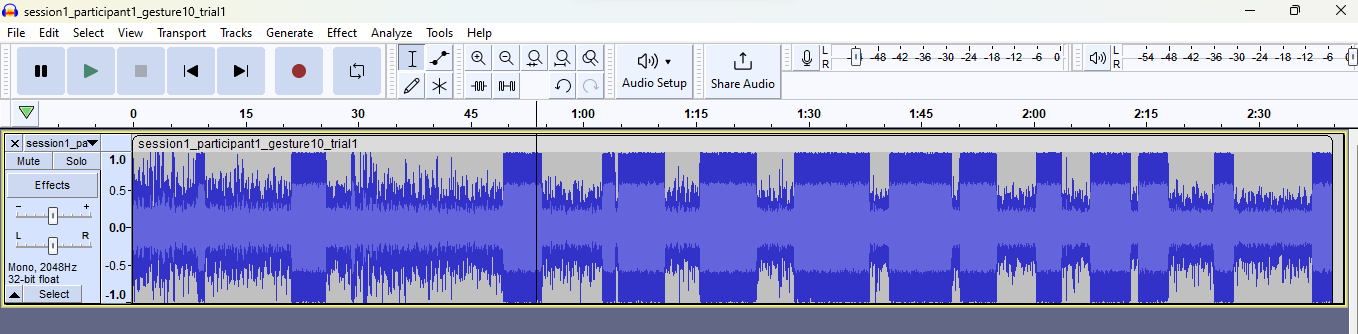 session1_participant1_gesture10_trial1
File Edit Select View Transport Tracks Generate Effect Analyze Tools Help
Audio Setup
Share Audio
L
R
-54 -48 -42 -36 -30 -24 -18 -12 -6 0
L
R
-54 -48 -42 -36 -30 -24 -18 -12 -6 0
0 15 30 45 1:00 1:15 1:30 1:45 2:00 2:15 2:30
session1_pa
session1_participant1_gesture10_trial1
Mute Solo
Effects
- +
L R
Mono, 2048Hz
32-bit float
Select
1.0
0.5-
0.0-
-0.5-
-1.0